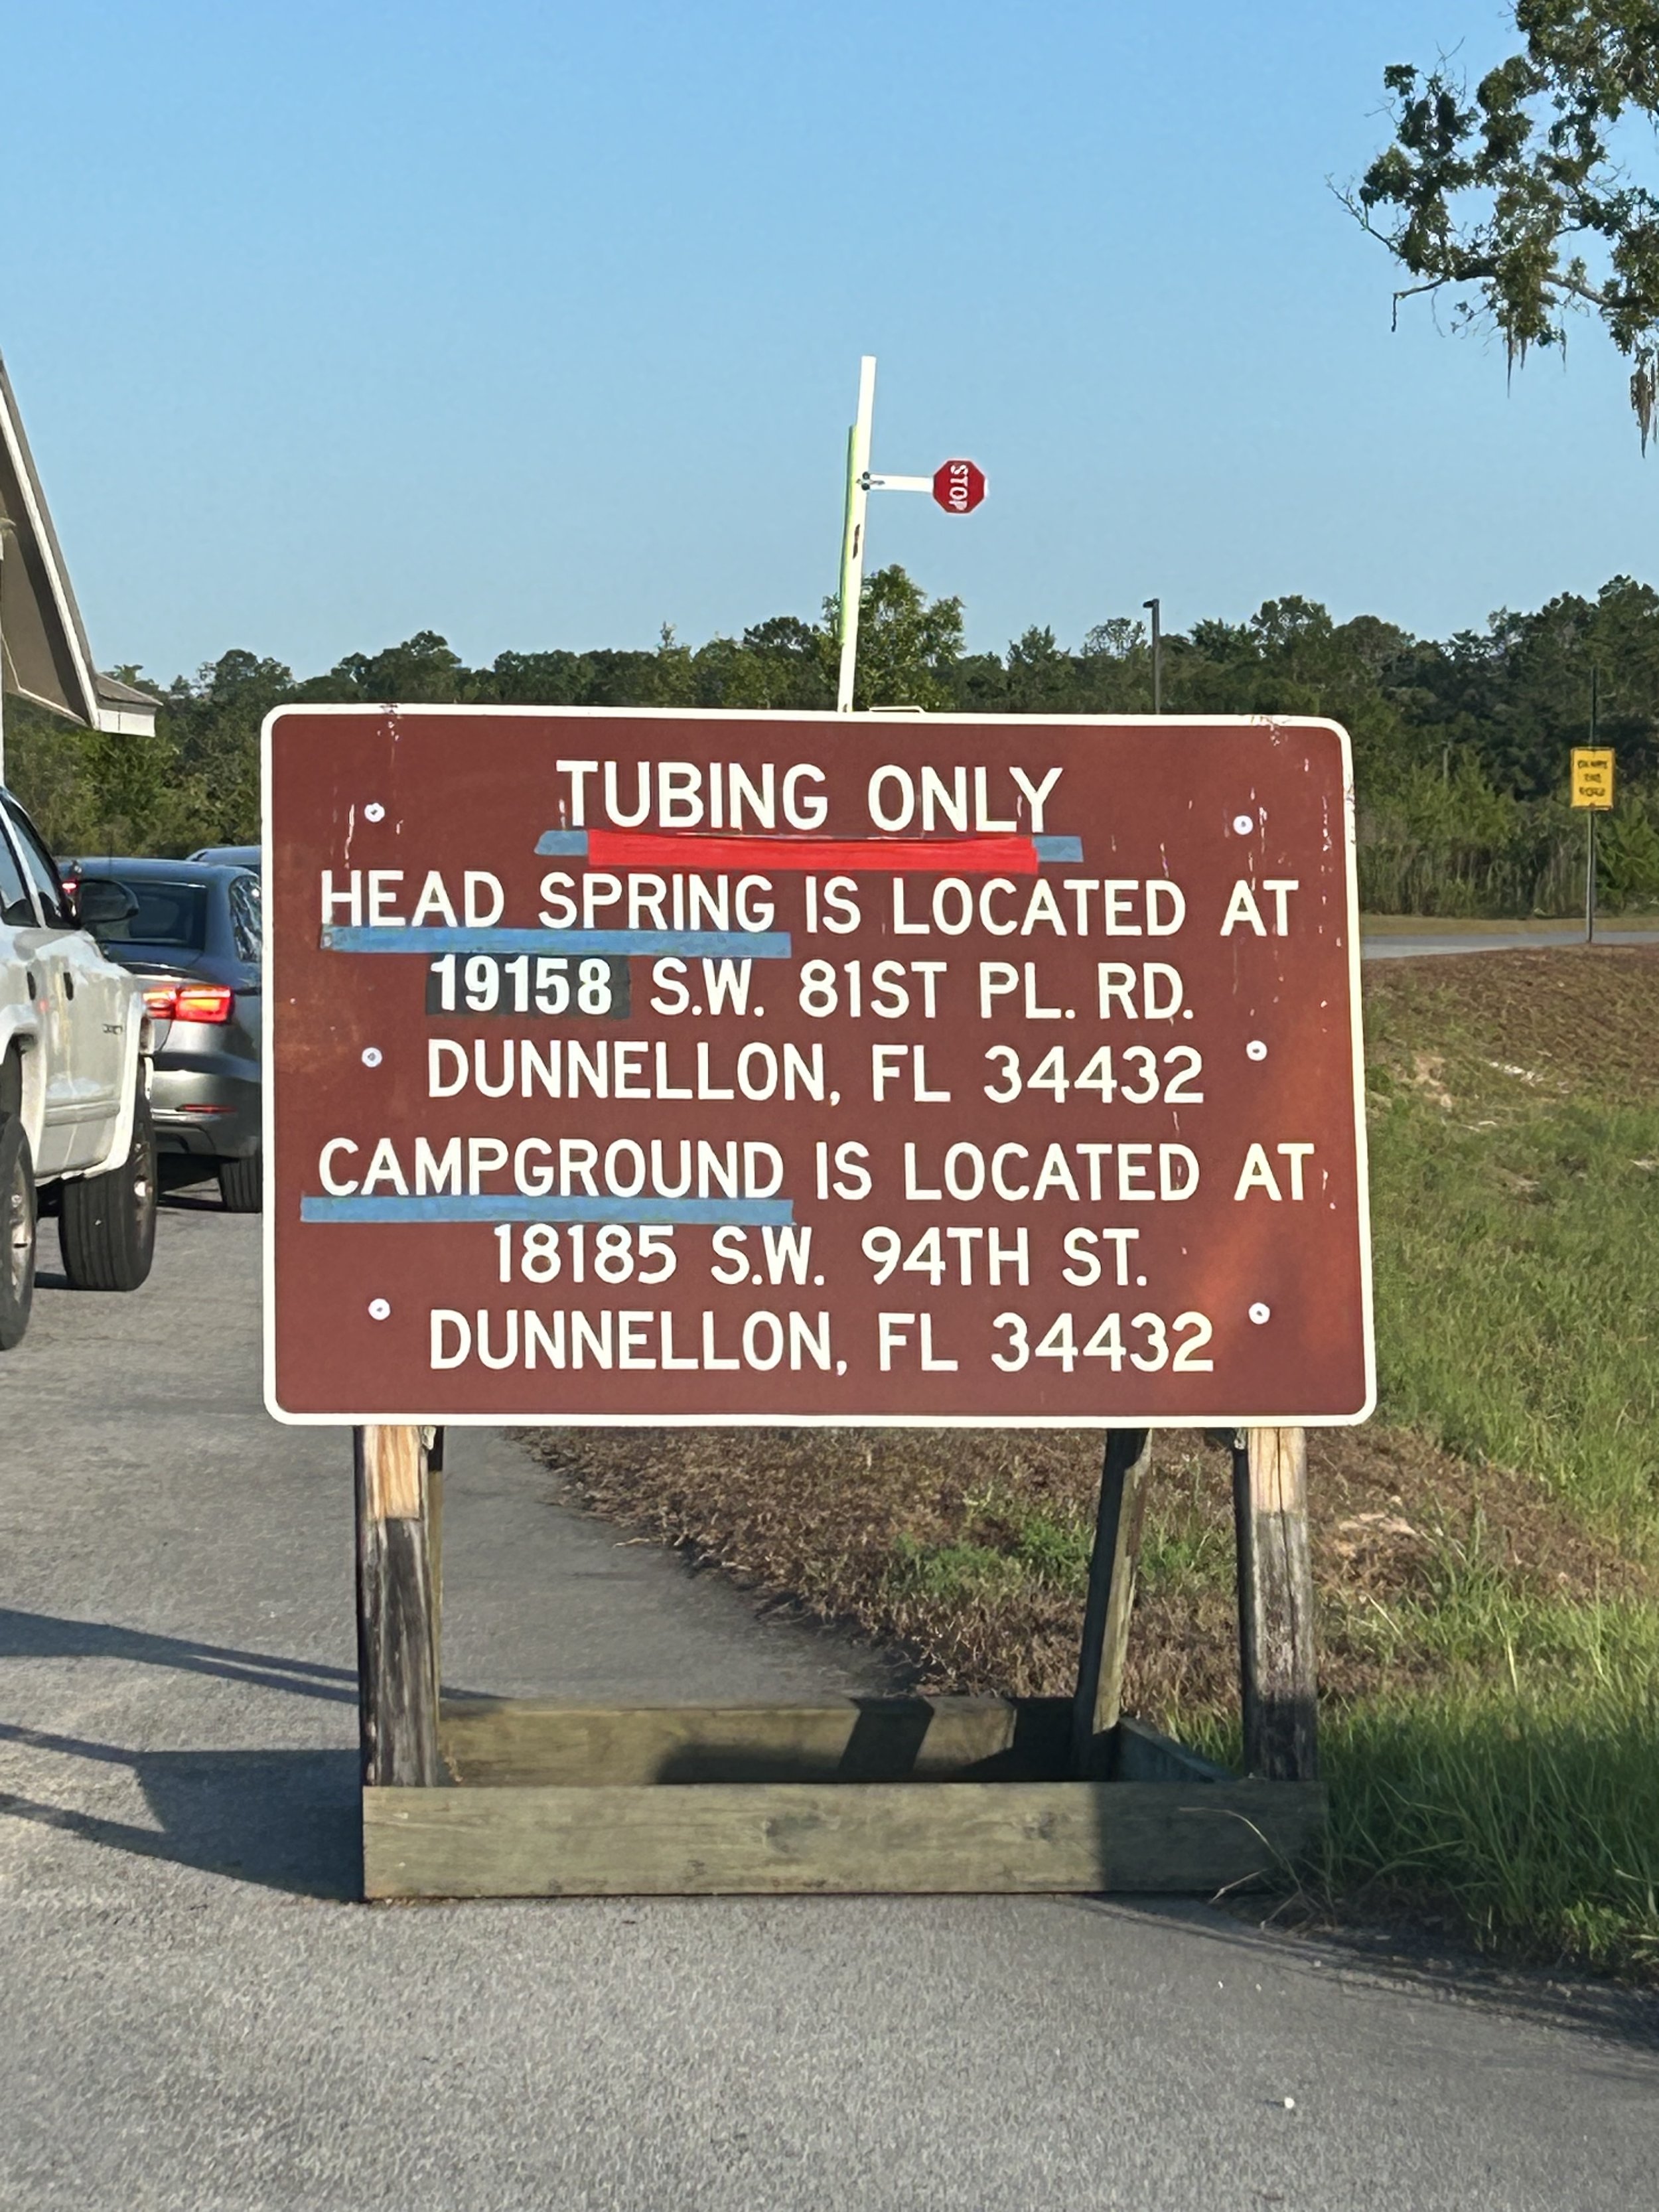 STOP
TUBING ONLY
HEAD SPRING IS LOCATED AT
19158 S.W. 81ST PL. RD.
DUNNELLON, FL 34432
CAMPGROUND IS LOCATED AT
18185 S.W. 94TH ST.
DUNNELLON, FL 34432